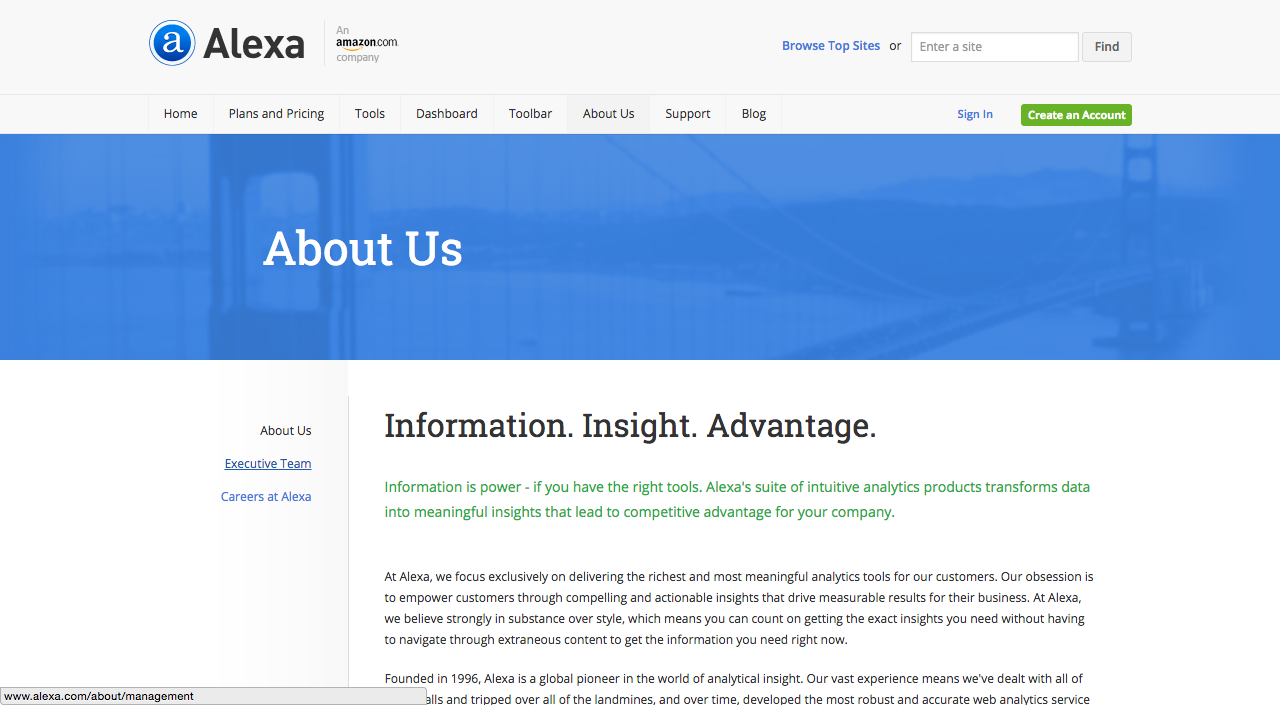 a Alexa
An
amazon.com
company
Browse Top Sites or Enter a site Find
Home Plans and Pricing Tools Dashboard Toolbar About Us Support Blog Sign In Create an Account
About Us
About Us
Executive Team
Careers at Alexa
Information. Insight. Advantage.
Information is power - if you have the right tools. Alexa's suite of intuitive analytics products transforms data
into meaningful insights that lead to competitive advantage for your company.
At Alexa, we focus exclusively on delivering the richest and most meaningful analytics tools for our customers. Our obsession is
to empower customers through compelling and actionable insights that drive measurable results for their business. At Alexa,
we believe strongly in substance over style, which means you can count on getting the exact insights you need without having
to navigate through extraneous content to get the information you need right now.
Founded in 1996, Alexa is a global pioneer in the world of analytical insight. Our vast experience means we've dealt with all of
alls and tripped over all of the landmines, and over time, developed the most robust and accurate web analytics service
www.alexa.com/about/management